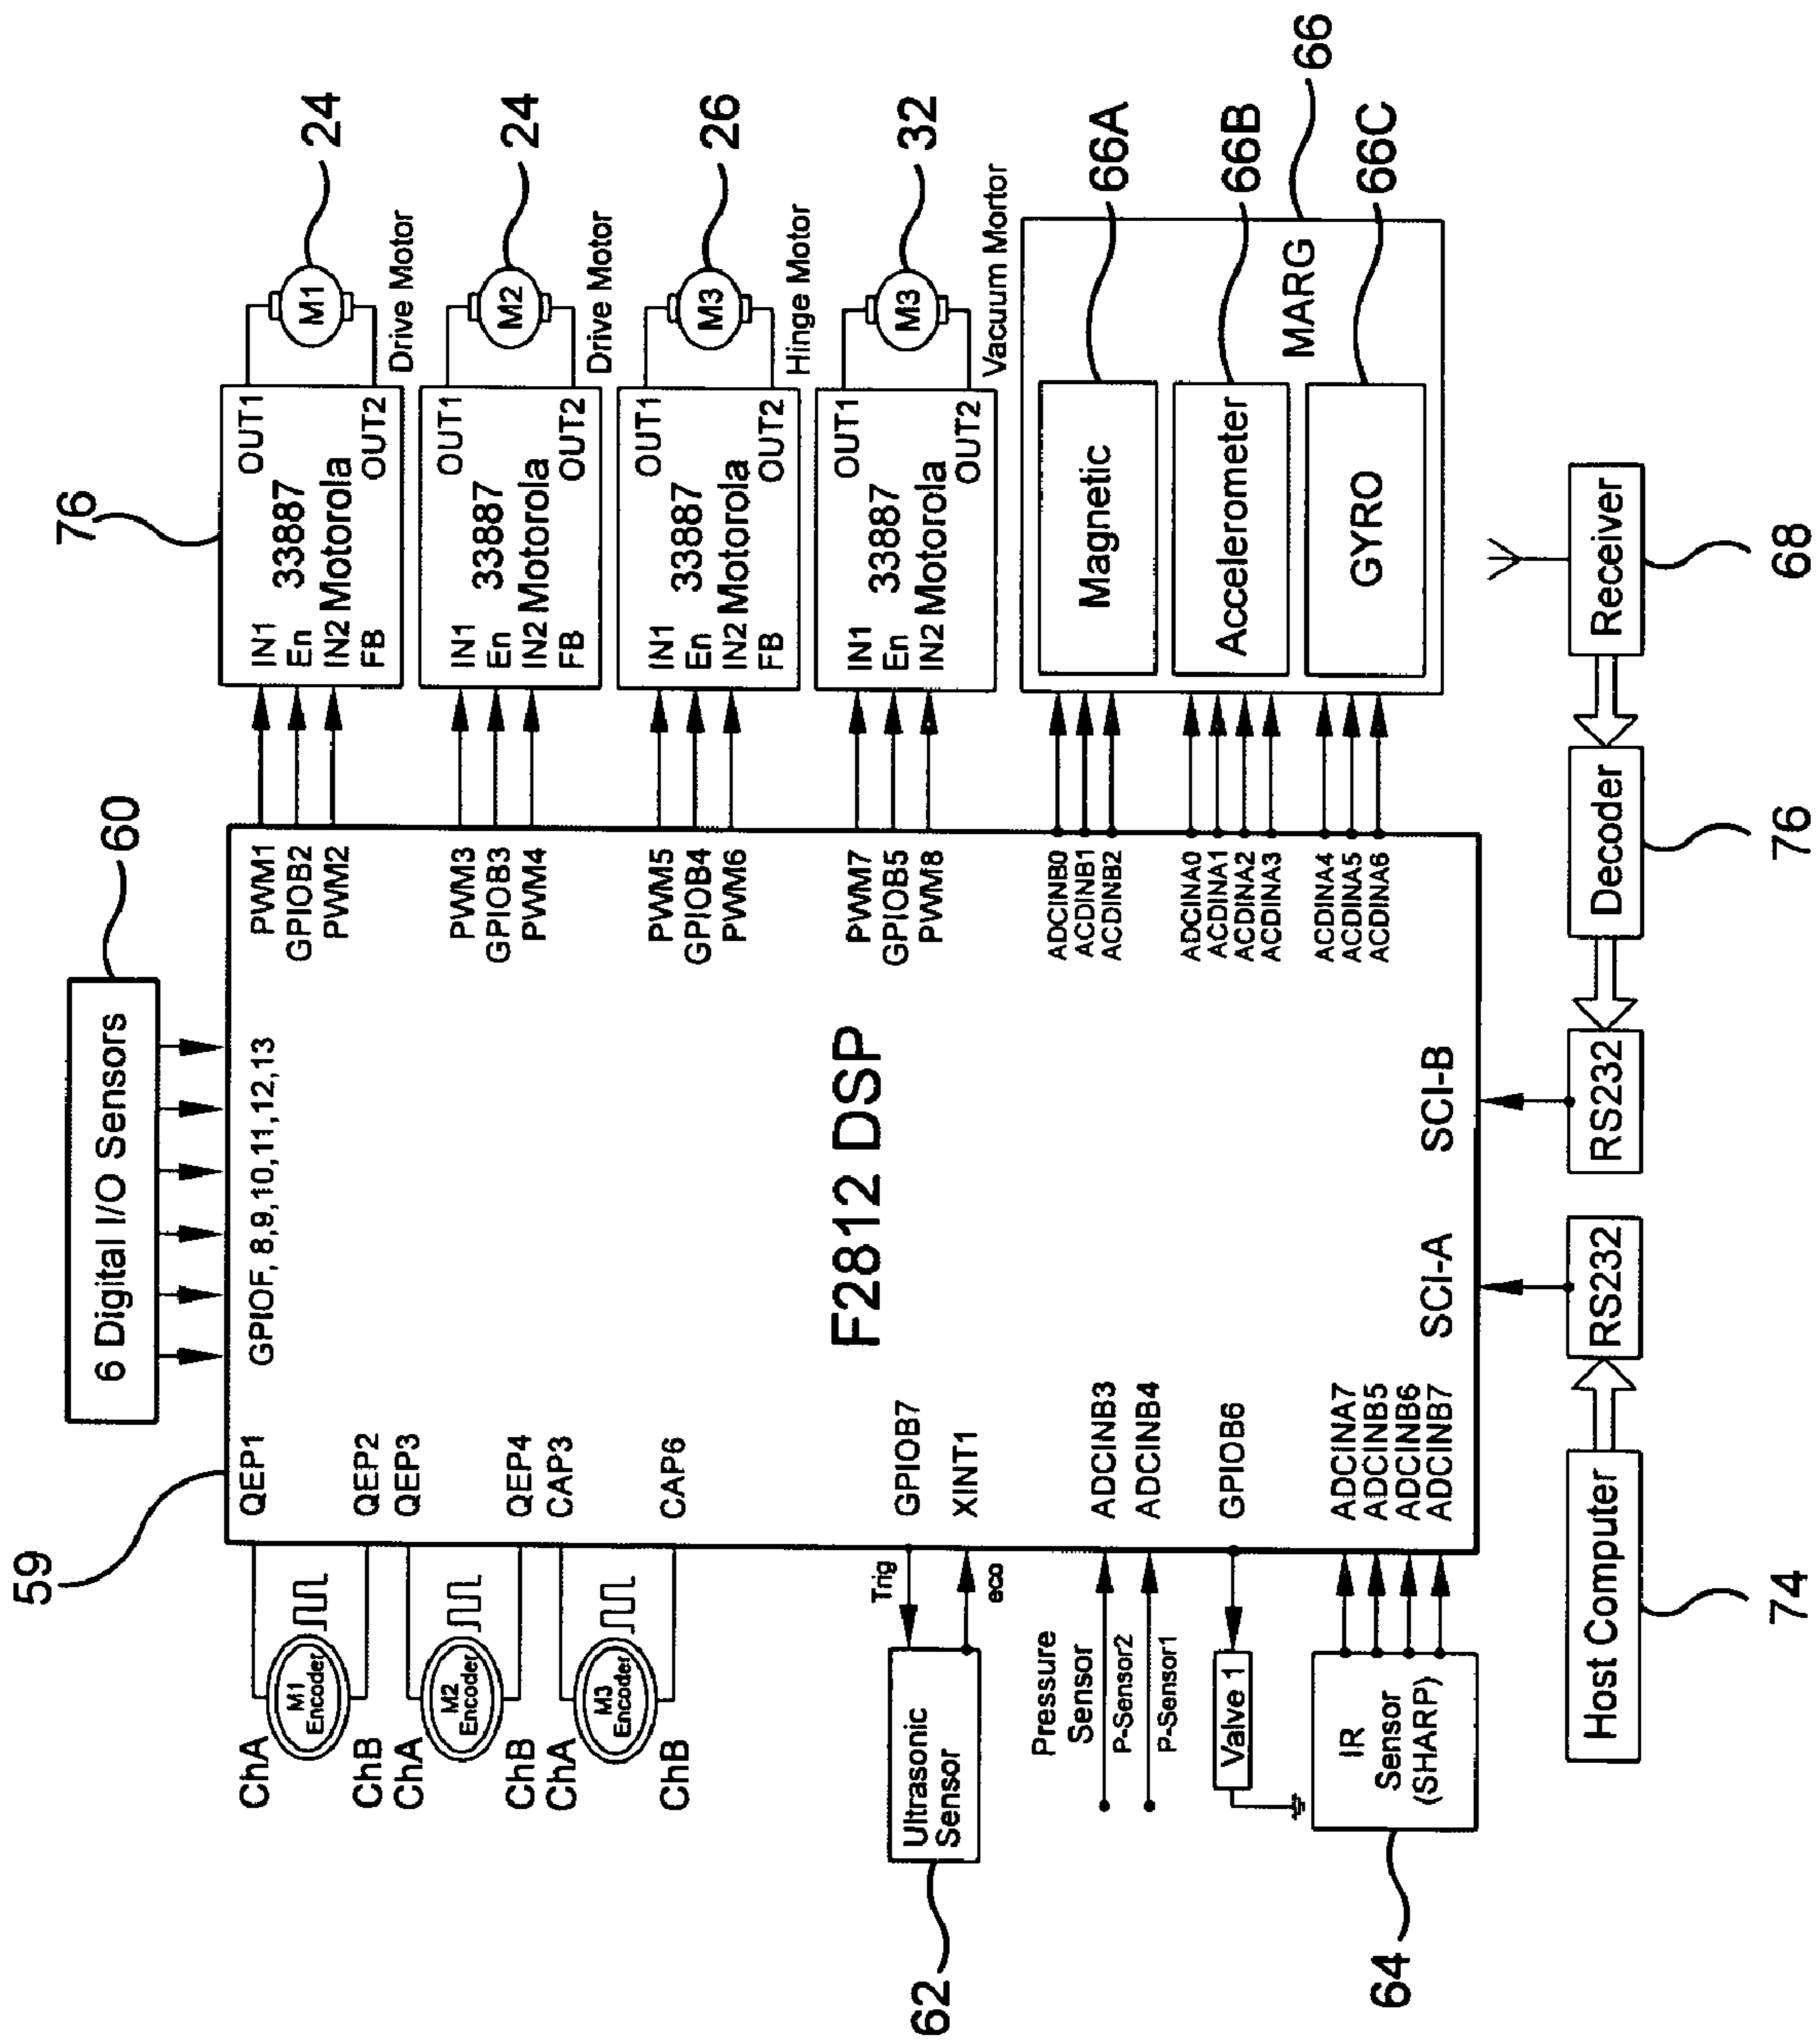 60
6 Digital I/O Sensors
59
76
ChA
M1
Encoder
ChB
ChA
M2
Encoder
ChB
ChA
M3
Encoder
ChB
QEP1
QEP2
QEP3
QEP4
CAP3
CAP6
GPIOF, 8,9,10,11,12,13
62
Ultrasonic
Sensor
Trig
eco
GPIOB7
XINT1
Pressure
Sensor
P-Sensor2
P-Sensor1
ADCINB3
ADCINB4
Valve 1
GPIOB6
64
IR
Sensor
(SHARP)
ADCINA7
ADCINB5
ADCINB6
ADCINB7
F2812 DSP
SCI-A
SCI-B
PWM1
GPIOB2
PWM2
IN1
En
IN2
FB
33887
Motorola
OUT1
OUT2
M1
24
Drive Motor
PWM3
GPIOB3
PWM4
IN1
En
IN2
FB
33887
Motorola
OUT1
OUT2
M2
24
Drive Motor
PWM5
GPIOB4
PWM6
IN1
En
IN2
FB
33887
Motorola
OUT1
OUT2
M3
26
Hinge Motor
PWM7
GPIOB5
PWM8
IN1
En
IN2
33887
Motorola
OUT1
OUT2
M3
32
Vacuum Mortor
ADCINB0
ACDINB1
ACDINB2
Magnetic
66A
ADCINA0
ACDINA1
ACDINA2
ACDINA3
Accelerometer
66B
ACDINA4
ACDINA5
ACDINA6
GYRO
66C
MARG
66
Host Computer
74
RS232
RS232
Decoder
76
Receiver
68